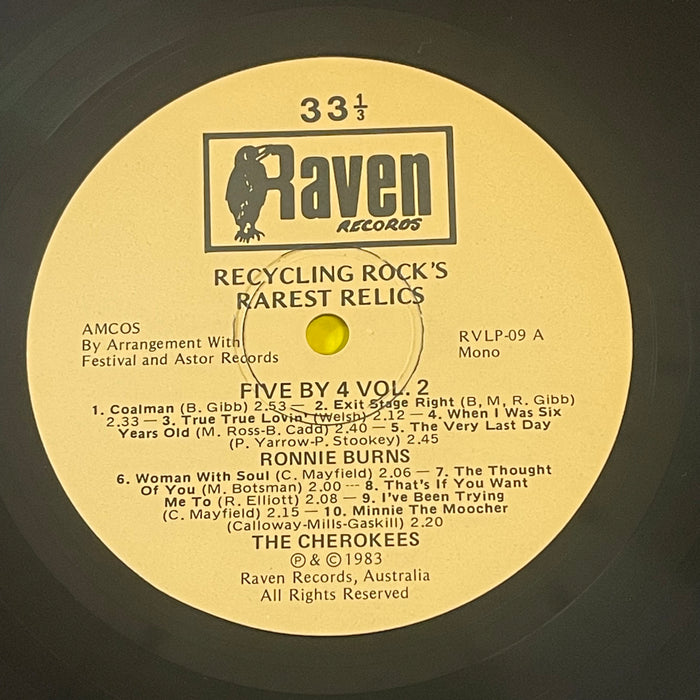 33 1/3
Raven
RECORDS
RECYCLING ROCK'S
RAREST RELICS
AMCOS
By Arrangement With
Festival and Astor Records
RVLP-09 A
Mono
FIVE BY 4 VOL. 2
1. Coalman (B. Gibb) 2.53 — 2. Exit Stage Right (B, M, R. Gibb)
2.33 — 3. True True Lovin' (Welsh) 2.12 — 4. When I Was Six
Years Old (M. Ross-B. Cadd) 2.40 — 5. The Very Last Day
(P. Yarrow-P. Stookey) 2.45
RONNIE BURNS
6. Woman With Soul (C. Mayfield) 2.06 — 7. The Thought
Of You (M. Botsman) 2.00 --- 8. That's If You Want
Me To (R. Elliott) 2.08 — 9. I've Been Trying
(C. Mayfield) 2.15 — 10. Minnie The Moocher
(Calloway-Mills-Gaskill) 2.20
THE CHEROKEES
℗ & © 1983
Raven Records, Australia
All Rights Reserved